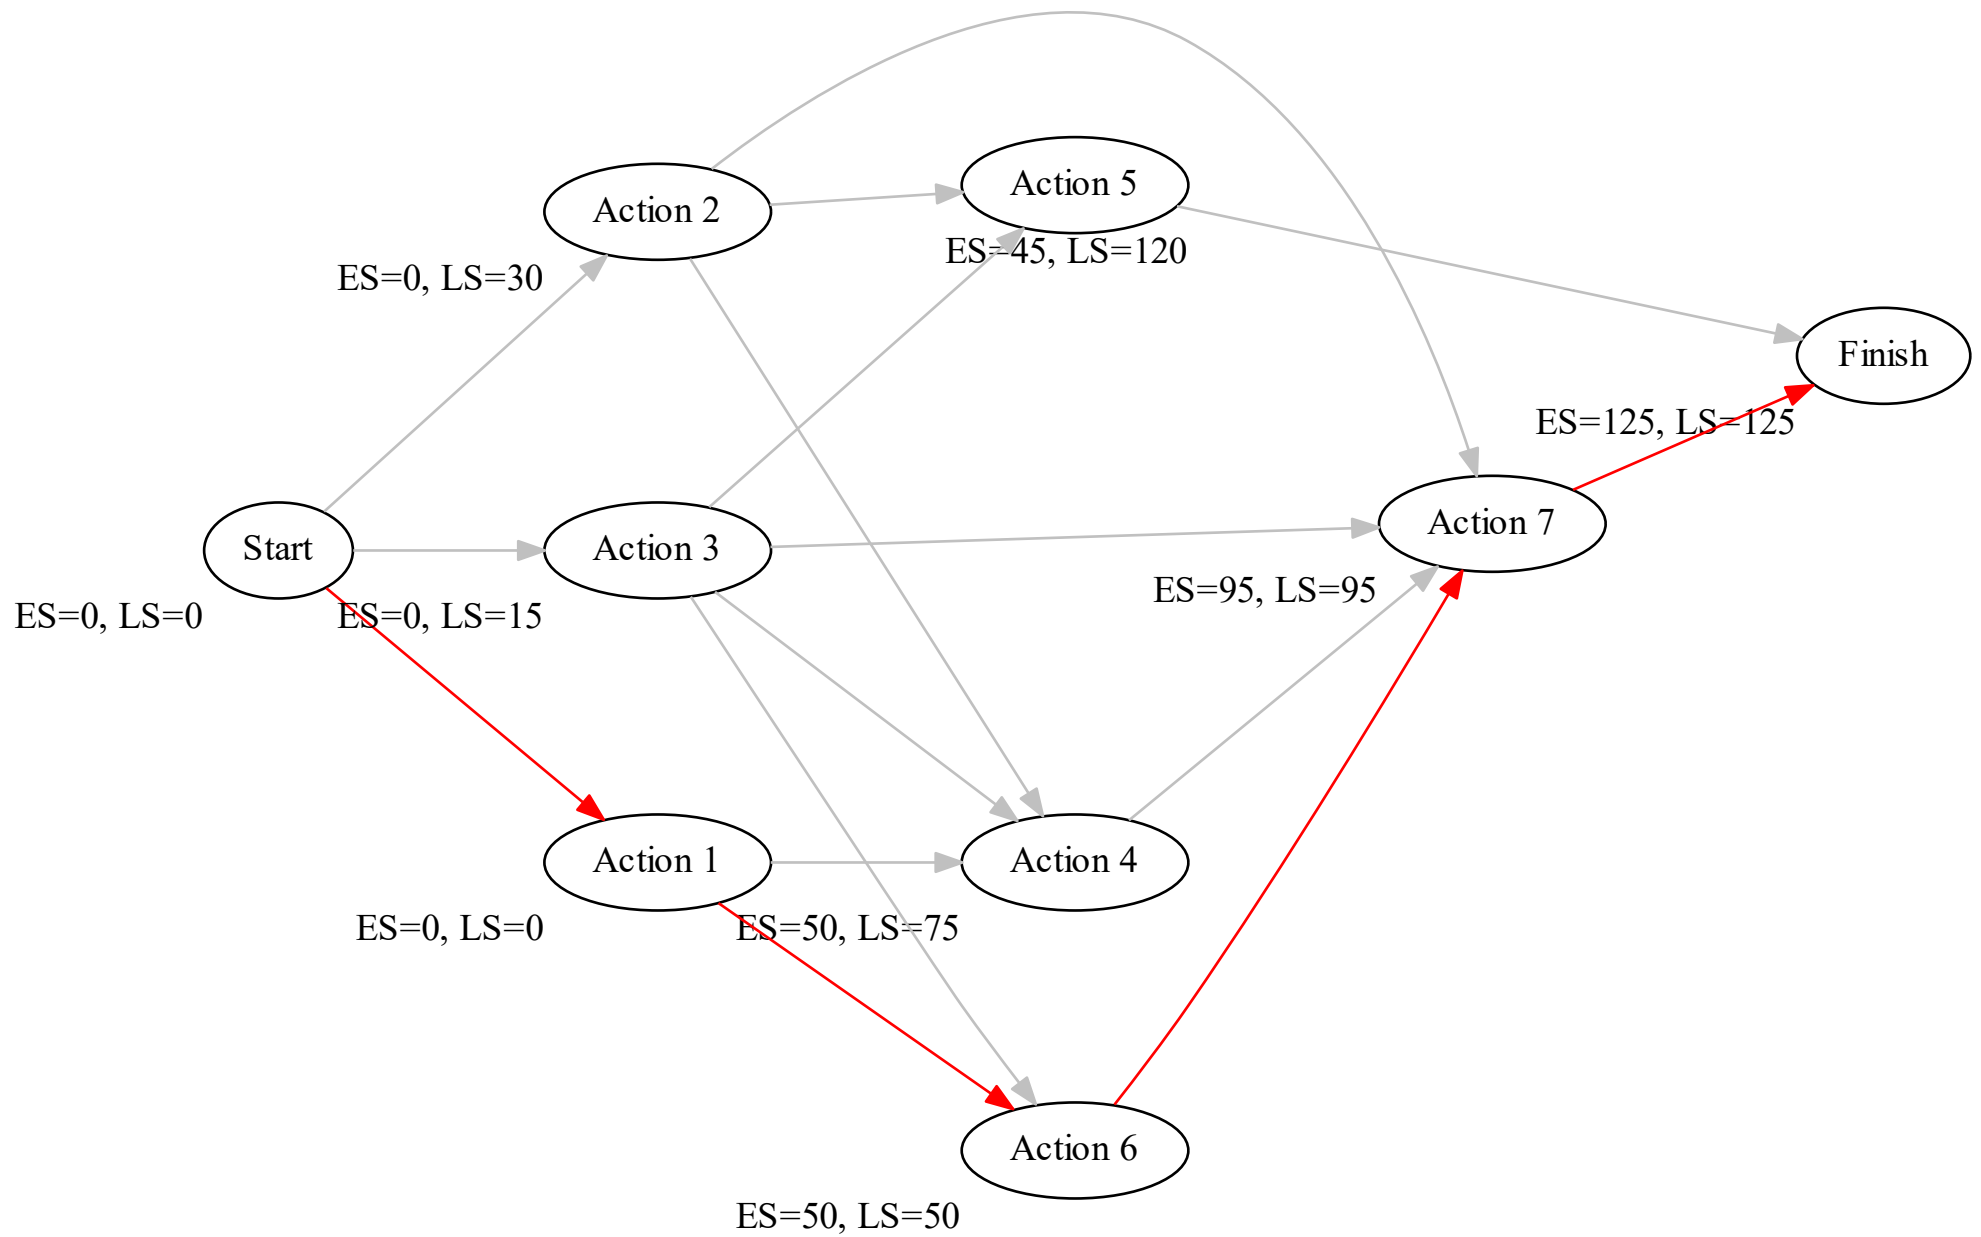 Action 2
ES=0, LS=30
Action 5
ES=45, LS=120
Finish
ES=125, LS=125
Start
ES=0, LS=0
Action 3
ES=0, LS=15
Action 7
ES=95, LS=95
Action 1
ES=0, LS=0
Action 4
ES=50, LS=75
Action 6
ES=50, LS=50